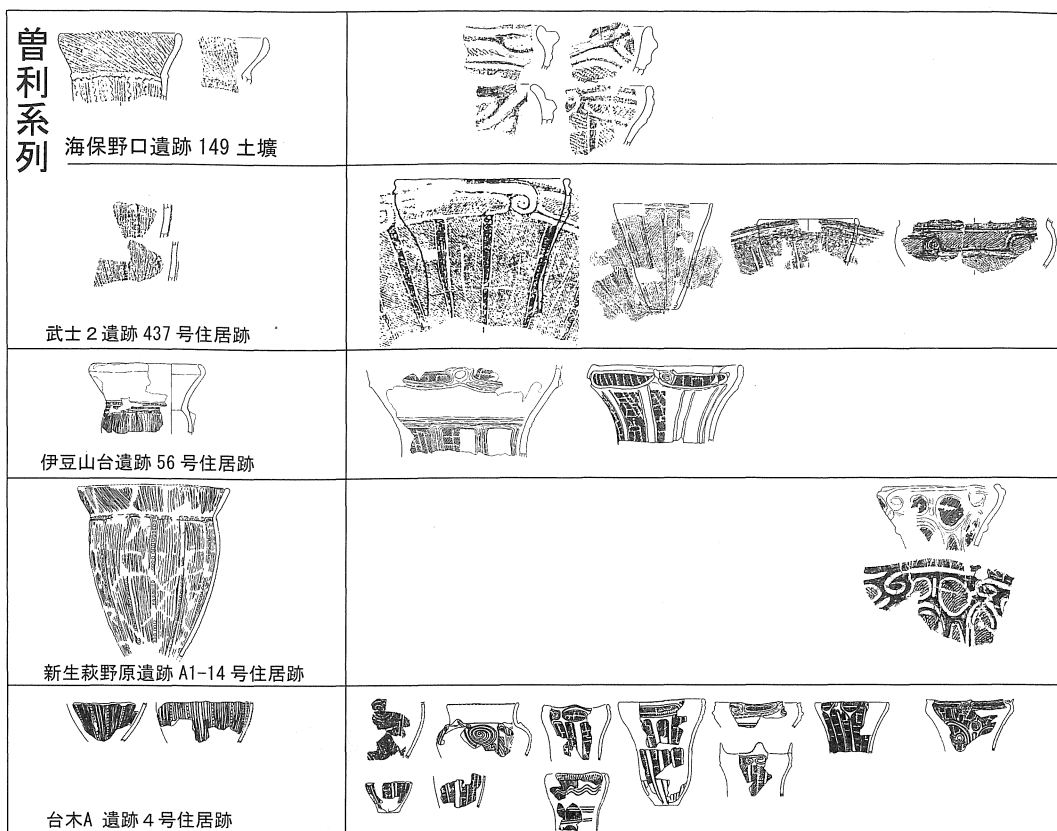 曽利系列
海保野口遺跡 149 土壙
武士2遺跡 437 号住居跡
伊豆山台遺跡 56 号住居跡
新生萩野原遺跡 A1-14 号住居跡
台木A 遺跡4号住居跡